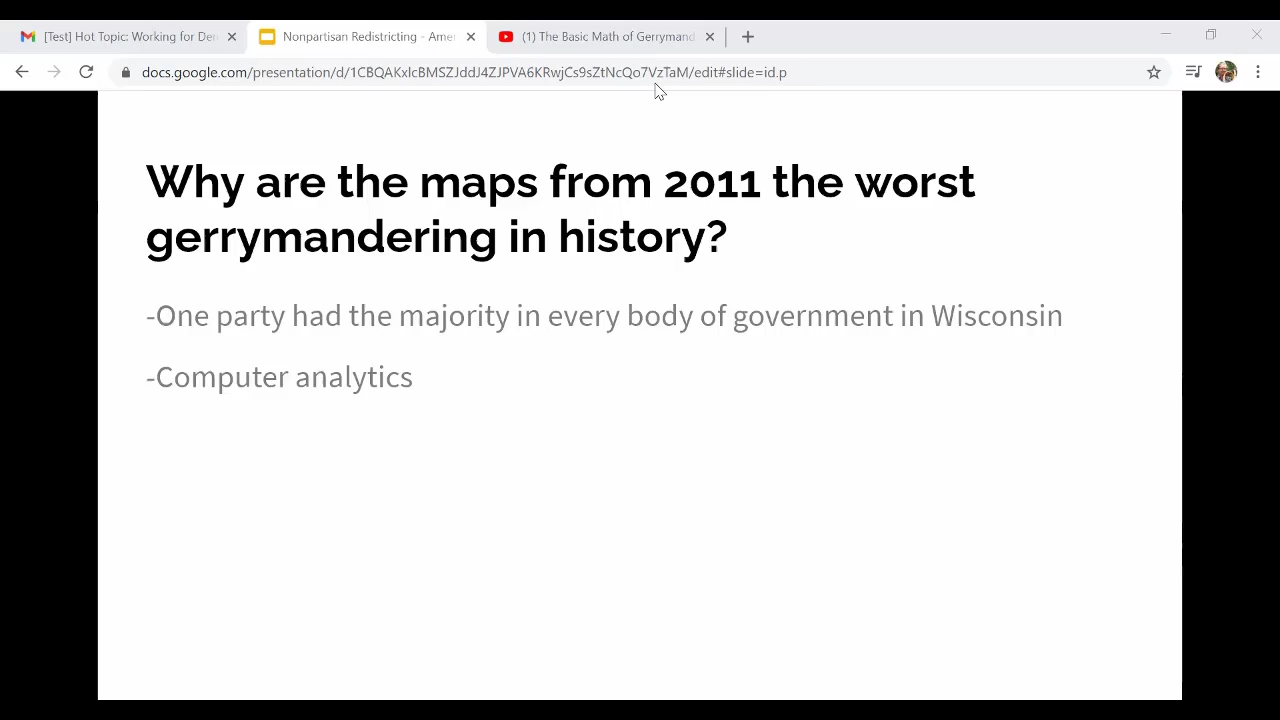 [Test] Hot Topic: Working for De
Nonpartisan Redistricting - Amer
(1) The Basic Math of Gerrymand
docs.google.com/presentation/d/1CBQAKxlcBMSZJddJ4ZJPVA6KRwjCs9sZtNcQo7VzTaM/edit#slide=id.p
Why are the maps from 2011 the worst
gerrymandering in history?
-One party had the majority in every body of government in Wisconsin
-Computer analytics